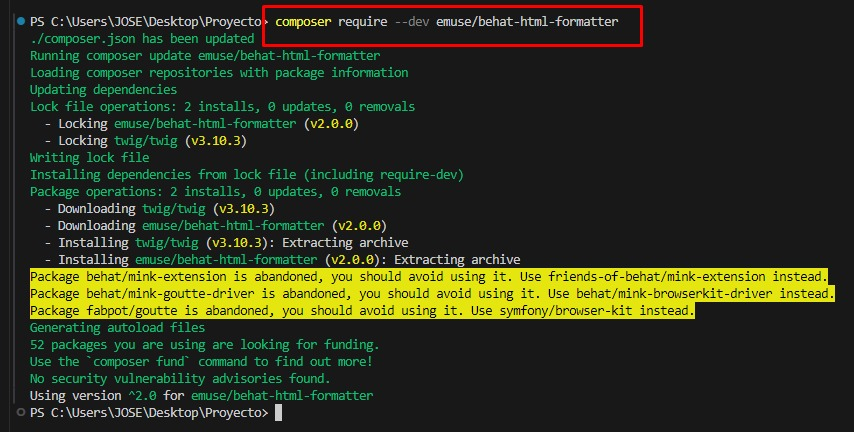 PS C:\Users\JOSE\Desktop\Proyecto> composer require --dev emuse/behat-html-formatter
./composer.json has been updated
Running composer update emuse/behat-html-formatter
Loading composer repositories with package information
Updating dependencies
Lock file operations: 2 installs, 0 updates, 0 removals
- Locking emuse/behat-html-formatter (v2.0.0)
- Locking twig/twig (v3.10.3)
Writing lock file
Installing dependencies from lock file (including require-dev)
Package operations: 2 installs, 0 updates, 0 removals
- Downloading twig/twig (v3.10.3)
- Downloading emuse/behat-html-formatter (v2.0.0)
- Installing twig/twig (v3.10.3): Extracting archive
- Installing emuse/behat-html-formatter (v2.0.0): Extracting archive
Package behat/mink-extension is abandoned, you should avoid using it. Use friends-of-behat/mink-extension instead.
Package behat/mink-goutte-driver is abandoned, you should avoid using it. Use behat/mink-browserkit-driver instead.
Package fabpot/goutte is abandoned, you should avoid using it. Use symfony/browser-kit instead.
Generating autoload files
52 packages you are using are looking for funding.
Use the `composer fund` command to find out more!
No security vulnerability advisories found.
Using version ^2.0 for emuse/behat-html-formatter
PS C:\Users\JOSE\Desktop\Proyecto>